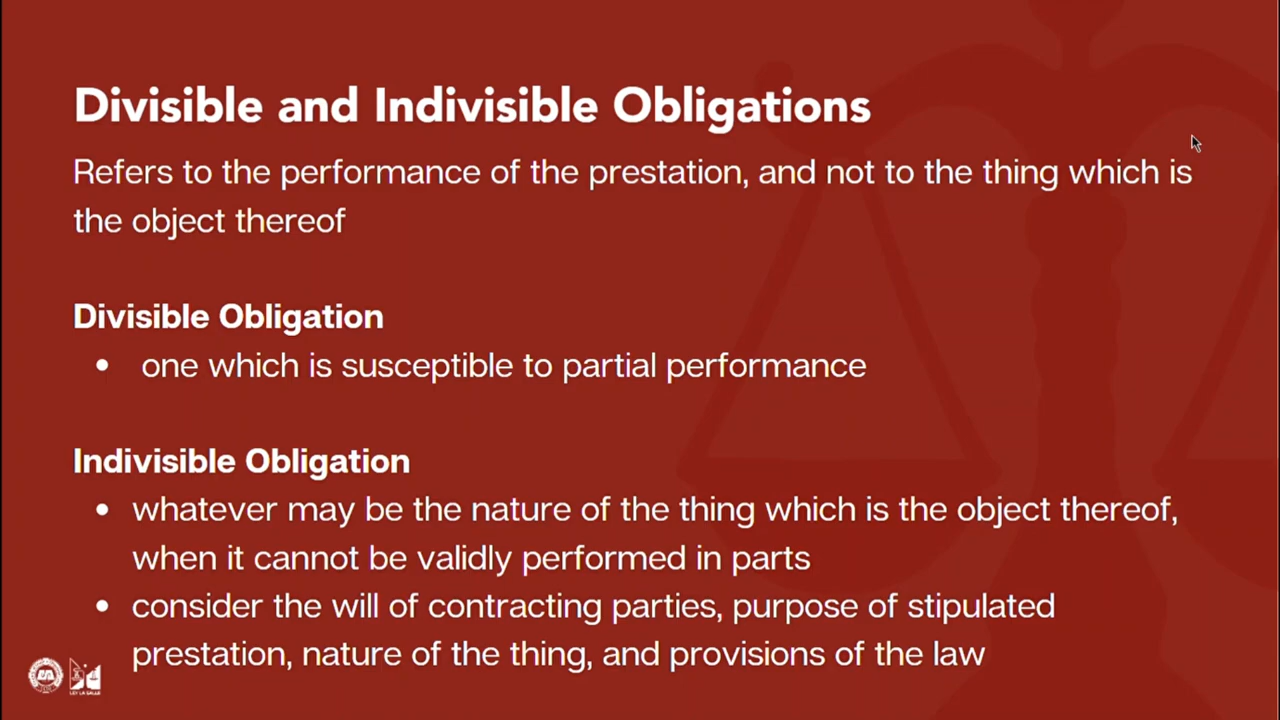 Divisible and Indivisible Obligations
Refers to the performance of the prestation, and not to the thing which is
the object thereof
Divisible Obligation
• one which is susceptible to partial performance
Indivisible Obligation
• whatever may be the nature of the thing which is the object thereof,
when it cannot be validly performed in parts
• consider the will of contracting parties, purpose of stipulated
prestation, nature of the thing, and provisions of the law
LEX LA SALLE